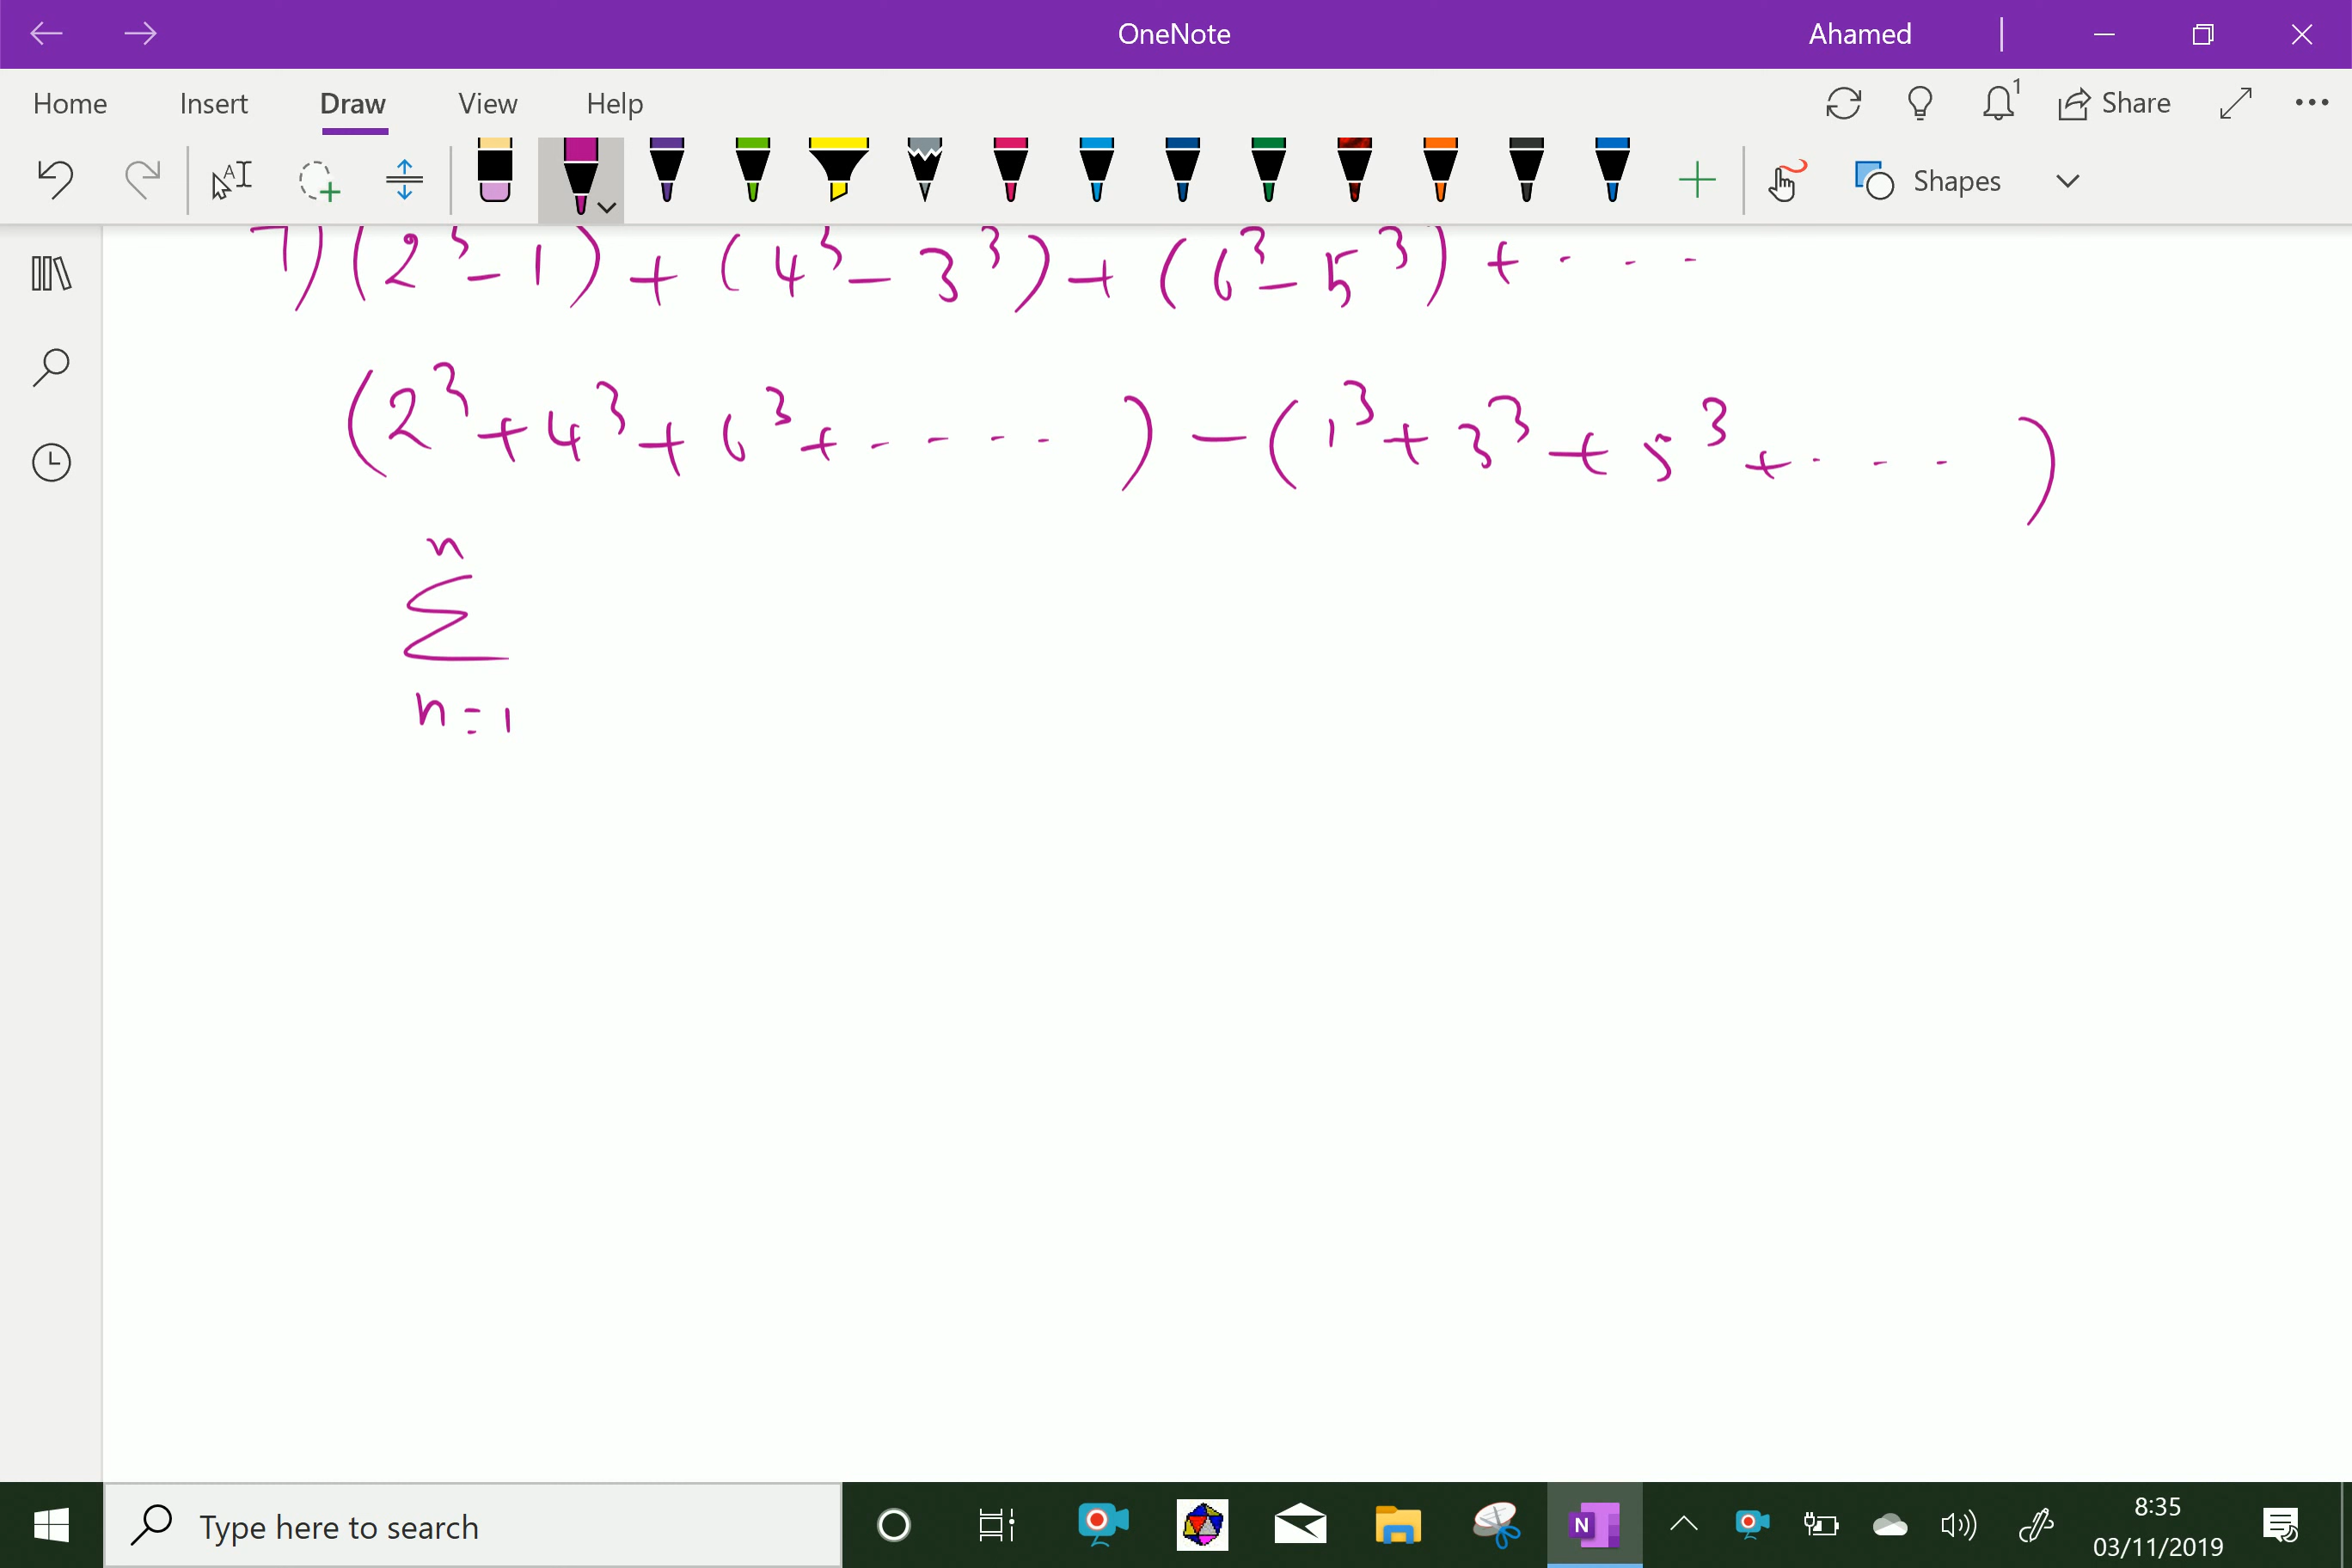 OneNote
Ahamed
Home Insert Draw View Help
1 Share
Shapes
7) (2³ - 1) + (4³ - 3³) + (6³ - 5³) + . . .
(2³ + 4³ + 6³ + - - - - ) - (1³ + 3³ + 5³ + - - - )
n
Σ
n = 1
Type here to search
N
8:35
03/11/2019